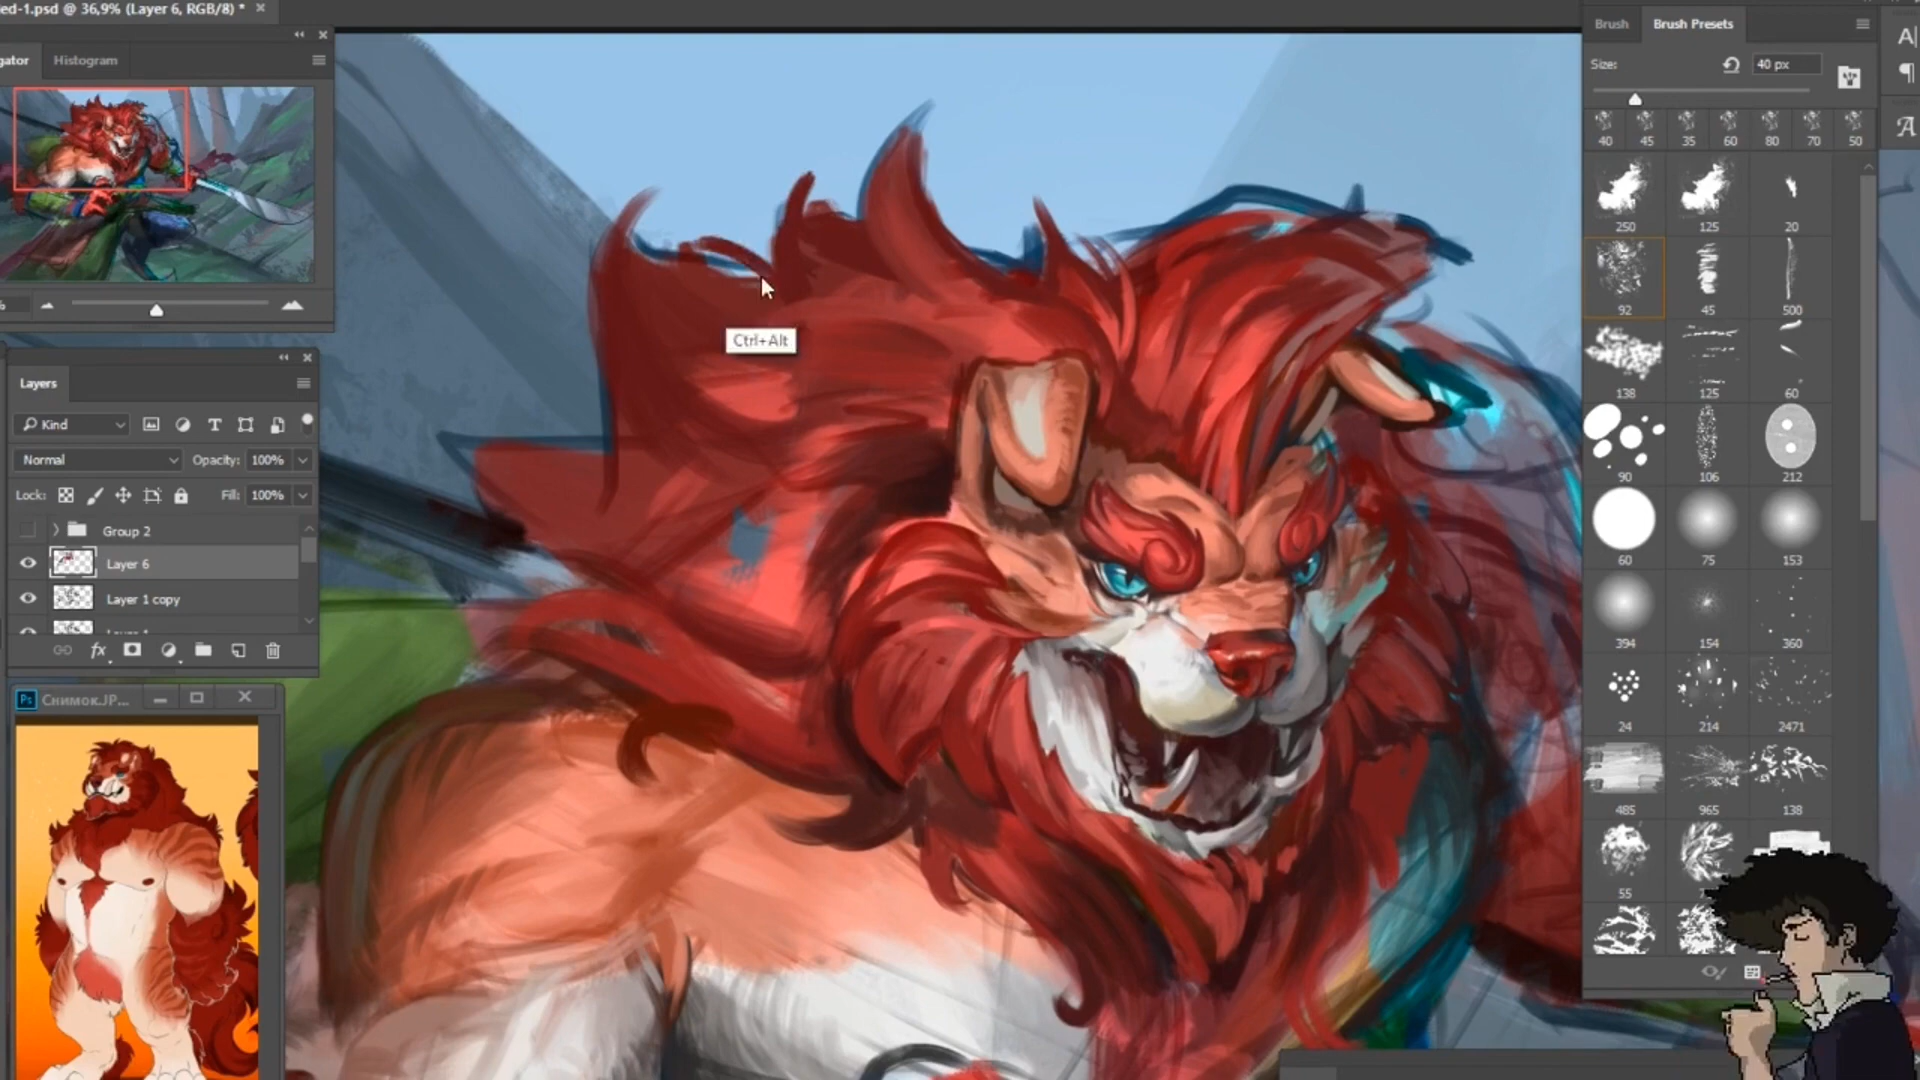 ed-1.psd @ 36,9% (Layer 6, RGB/8) *
gator
Histogram
%
Layers
Kind
Normal
Opacity: 100%
Lock:
Fill: 100%
Group 2
Layer 6
Layer 1 copy
fx
Ps Снимок.JP...
Ctrl+Alt
Brush
Brush Presets
Size:
40 px
40 45 35 60 80 70 50
250 125 20
92 45 500
138 125 60
90 106 212
60 75 153
394 154 360
24 214 2471
485 965 138
55